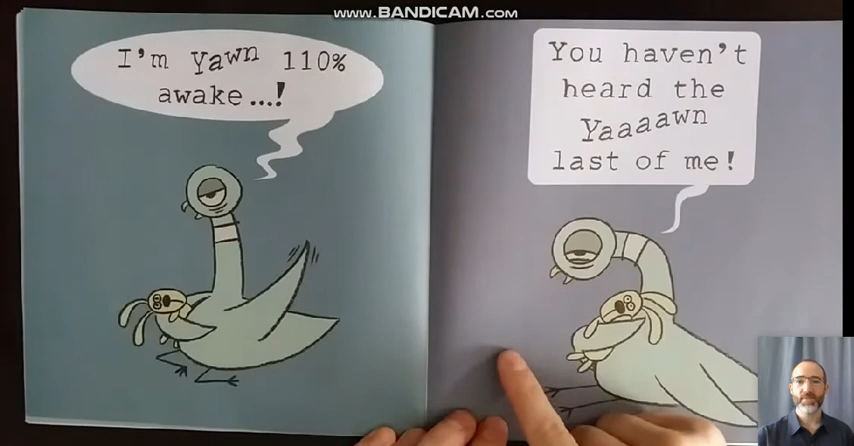 www.BANDICAM.com
I'm yawn 110%
awake...!
You haven't
heard the
Yaaaawn
last of me!